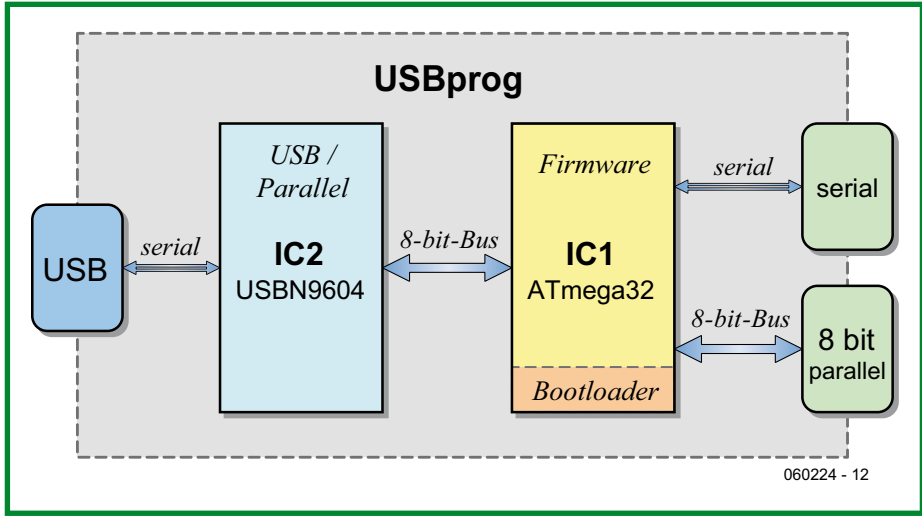 USBprog
USB /
Parallel
IC2
USBN9604
USB
serial
8-bit-Bus
Firmware
IC1
ATmega32
Bootloader
serial
serial
8-bit-Bus
8 bit
parallel
060224 - 12